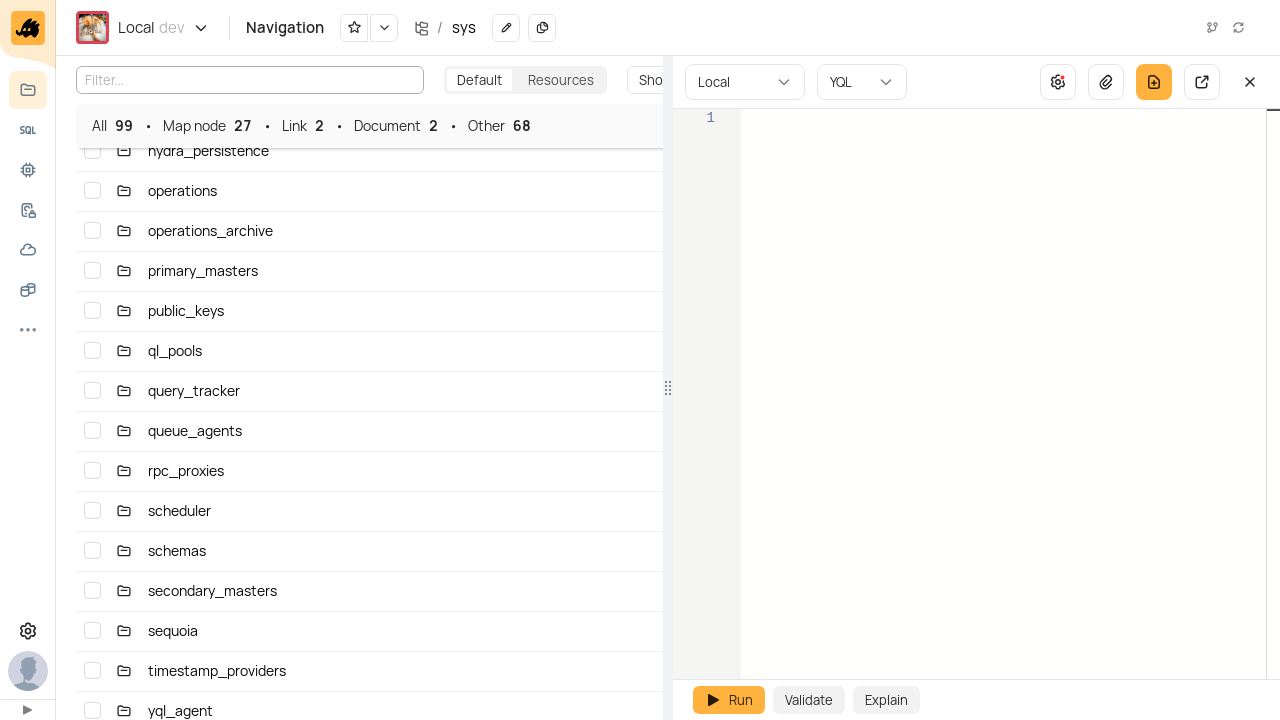 Local dev
Navigation
/ sys
SQL
Filter...
Default
Resources
Sho
All 99 • Map node 27 • Link 2 • Document 2 • Other 68
hydra_persistence
operations
operations_archive
primary_masters
public_keys
ql_pools
query_tracker
queue_agents
rpc_proxies
scheduler
schemas
secondary_masters
sequoia
timestamp_providers
yql_agent
Local
YQL
1
Run
Validate
Explain